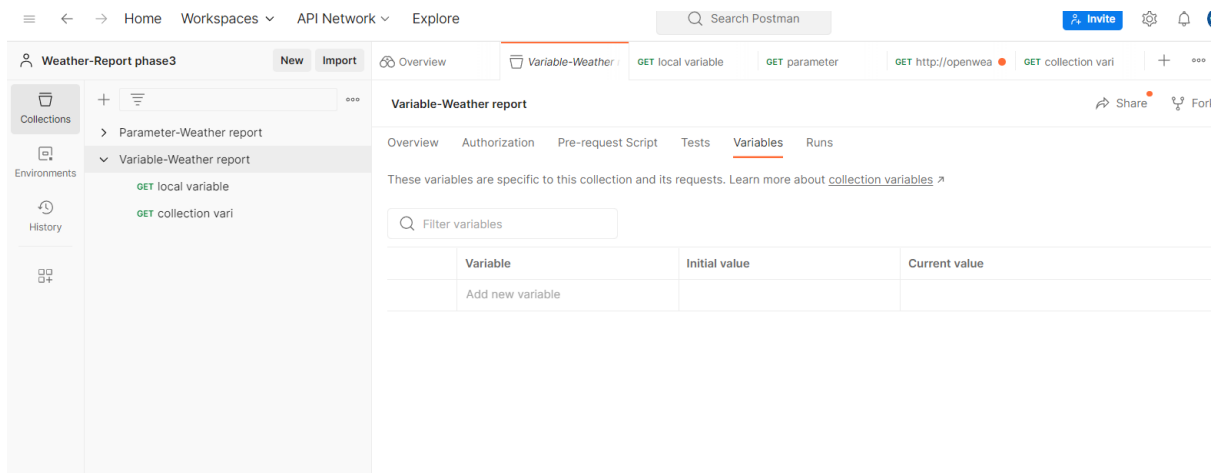 Home Workspaces API Network Explore Search Postman Invite
Weather-Report phase3 New Import Overview Variable-Weather GET local variable GET parameter GET http://openwea GET collection vari
Collections
Environments
History
Parameter-Weather report
Variable-Weather report
GET local variable
GET collection vari
Variable-Weather report Share Forl
Overview Authorization Pre-request Script Tests Variables Runs
These variables are specific to this collection and its requests. Learn more about collection variables ↗
Filter variables
Variable Initial value Current value
Add new variable